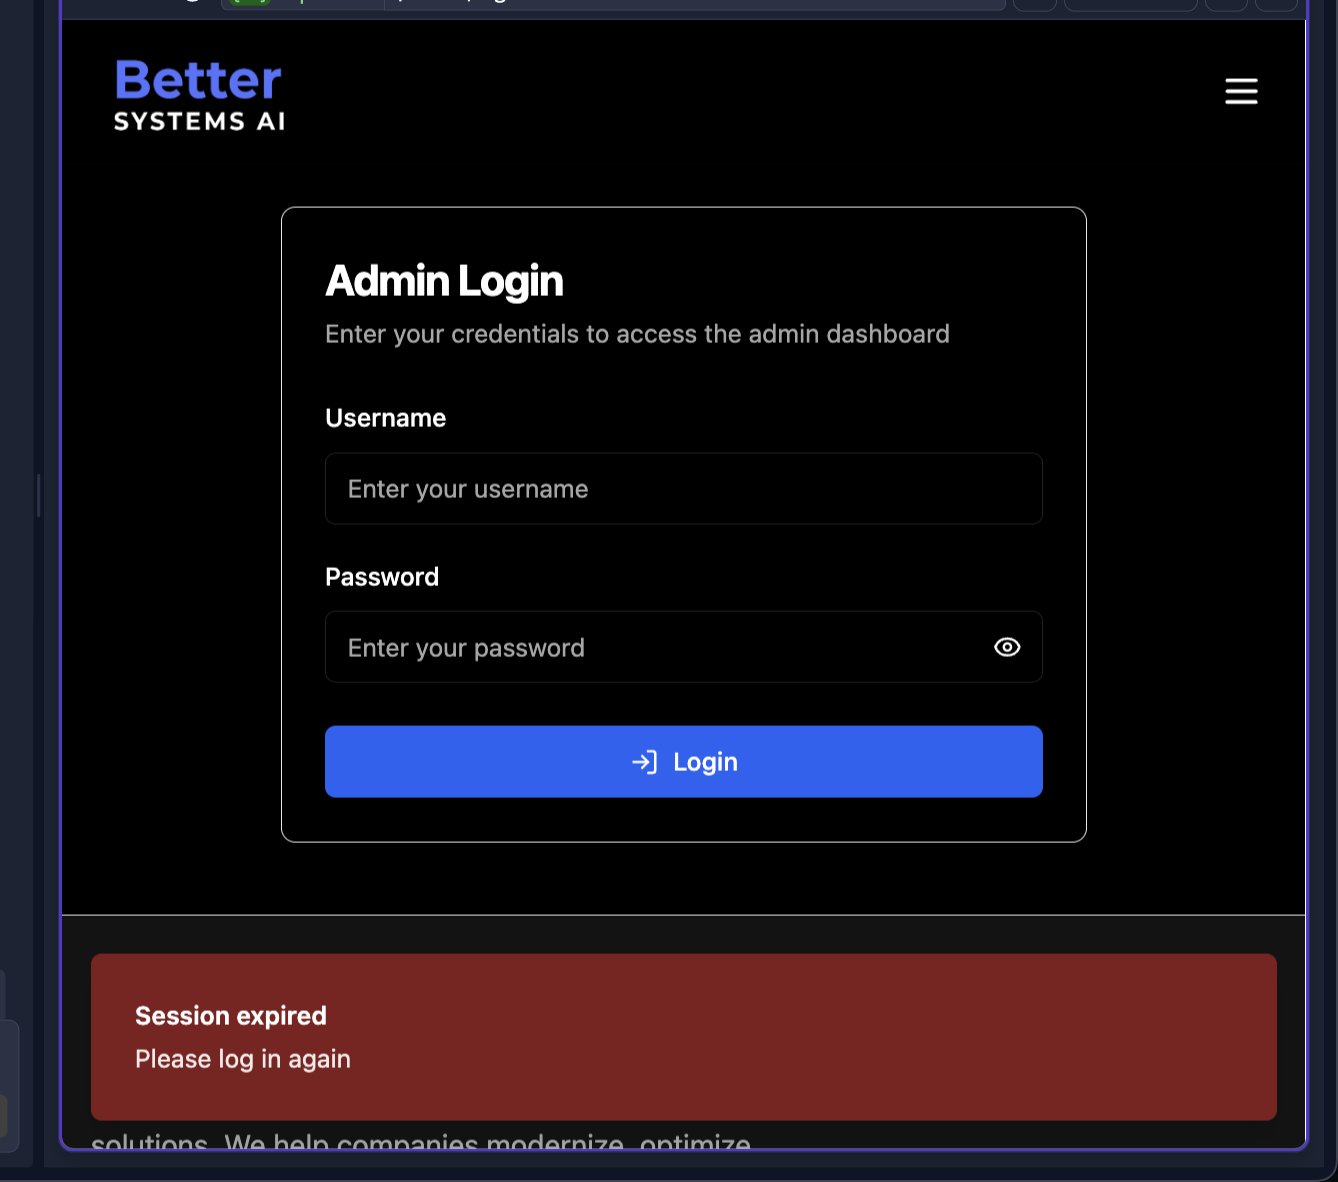 Better
SYSTEMS AI
Admin Login
Enter your credentials to access the admin dashboard
Username
Enter your username
Password
Enter your password
Login
Session expired
Please log in again
solutions. We help companies modernize, optimize